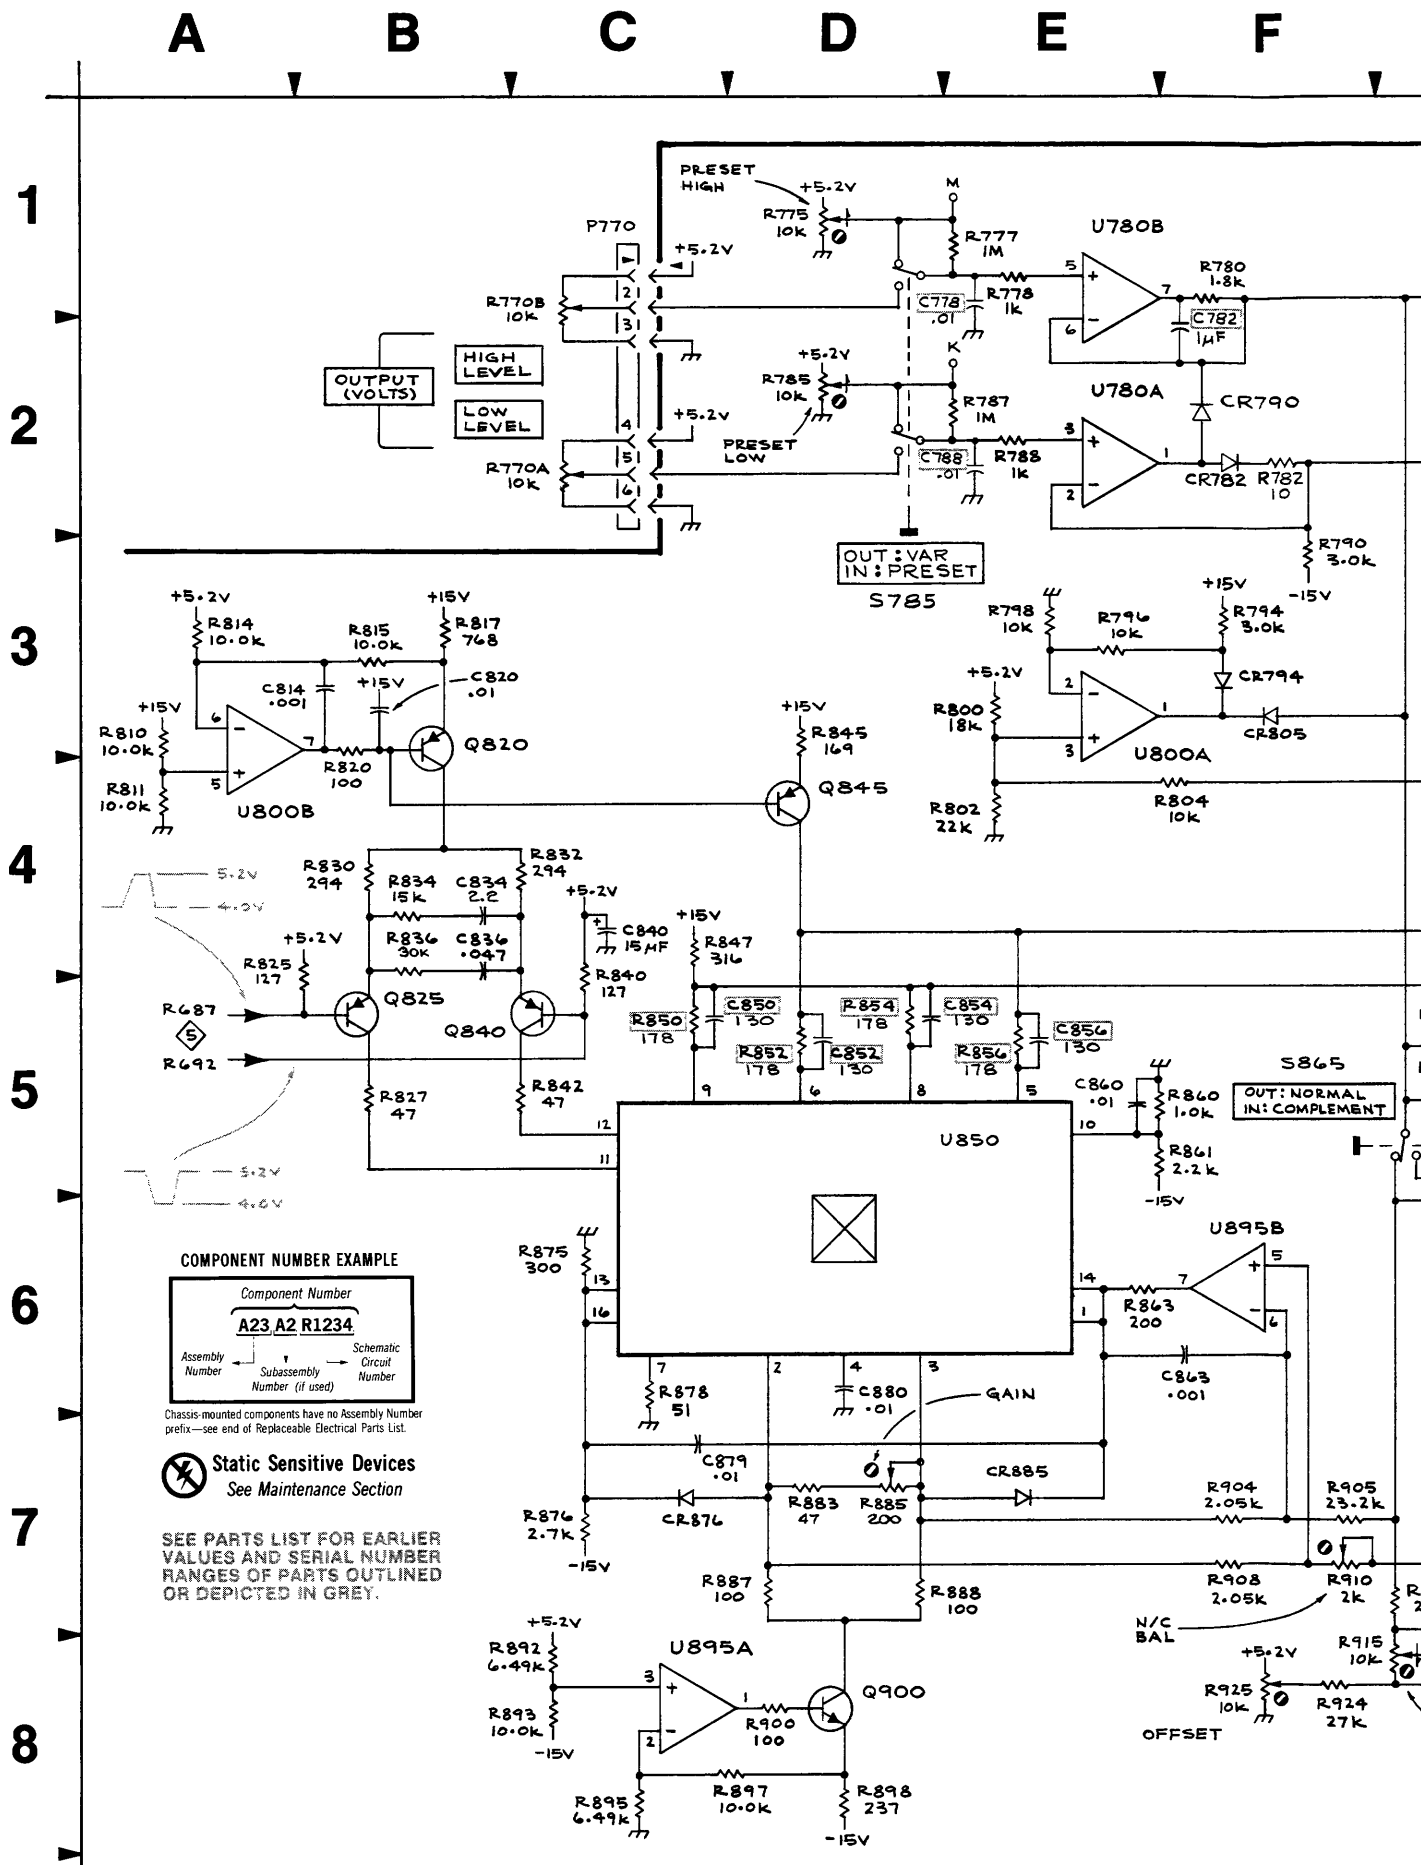 A B C D E F
1
2
3
4
5
6
7
8
PRESET
HIGH
+5.2V
M
R775
10K
R777
1M
P770
+5.2V
U780B
R780
1.8K
5
+
7
R770B
10K
2
3
C778
.01
R778
1K
6
−
C782
1μF
OUTPUT
(VOLTS)
HIGH
LEVEL
LOW
LEVEL
+5.2V
K
R785
10K
R787
1M
U780A
CR790
4
+5.2V
PRESET
LOW
3
+
1
R770A
10K
5
6
C788
.01
R788
1K
2
−
CR782
R782
10
OUT:VAR
IN:PRESET
S785
R790
3.0K
-15V
+5.2V
R814
10.0K
R815
10.0K
+15V
R817
768
R798
10K
R796
10K
+15V
R794
3.0K
C814
.001
+15V
C820
.01
+5.2V
2
−
CR794
+15V
R810
10.0K
6
−
7
Q820
+15V
R845
169
R800
18K
1
3
+
CR805
U800A
R811
10.0K
5
+
R820
100
U800B
Q845
R802
22K
R804
10K
R830
294
R832
294
5.2V
4.0V
R834
15K
C834
2.2
+5.2V
+5.2V
R836
30K
C836
.047
C840
15μF
+15V
R847
316
R825
127
R840
127
R687
5
R692
Q825
Q840
R850
178
C850
130
R852
178
C852
130
R854
178
C854
130
R856
178
C856
130
S865
OUT:NORMAL
IN:COMPLEMENT
R827
47
R842
47
9
6
8
5
C860
.01
R860
1.0K
12
11
U850
10
R861
2.2K
-15V
5.2V
4.0V
COMPONENT NUMBER EXAMPLE
Component Number
A23 A2 R1234
Assembly
Number
Subassembly
Number (if used)
Schematic
Circuit
Number
Chassis-mounted components have no Assembly Number
prefix—see end of Replaceable Electrical Parts List.
R875
300
13
16
14
1
R863
200
U895B
7
5
+
−
6
7
R878
51
2
4
C880
.01
3
GAIN
C863
.001
Static Sensitive Devices
See Maintenance Section
C879
.01
CR885
R876
2.7K
-15V
CR876
R883
47
R885
200
R904
2.05K
R905
23.2K
SEE PARTS LIST FOR EARLIER
VALUES AND SERIAL NUMBER
RANGES OF PARTS OUTLINED
OR DEPICTED IN GREY.
R887
100
R888
100
R908
2.05K
R910
2K
N/C
BAL
+5.2V
R892
6.49K
U895A
3
+
1
R900
100
Q900
+5.2V
R915
10K
R925
10K
R924
27K
OFFSET
R893
10.0K
-15V
−
2
R895
6.49K
R897
10.0K
R898
237
-15V